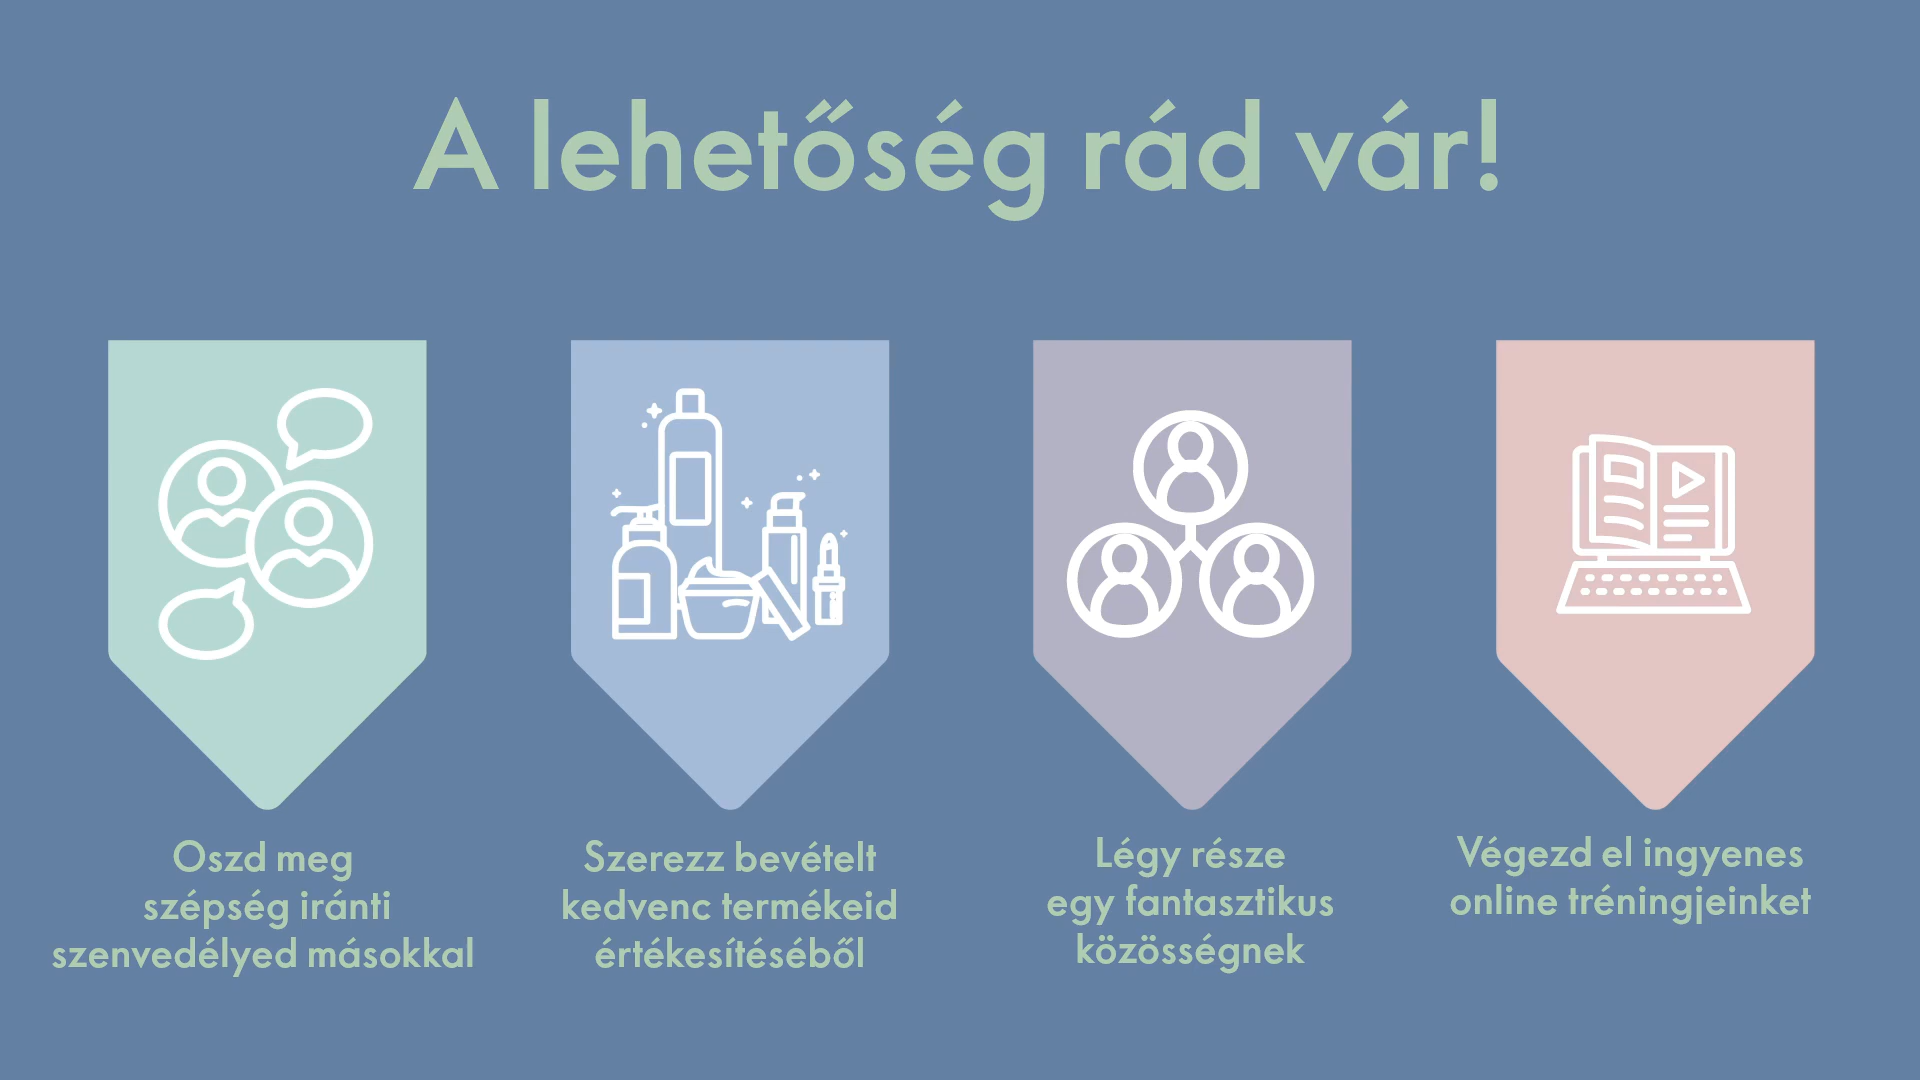 A lehetőség rád vár!
Oszd meg
szépség iránti
szenvedélyed másokkal
Szerezz bevételt
kedvenc termékeid
értékesítéséből
Légy része
egy fantasztikus
közösségnek
Végezd el ingyenes
online tréningjeinket